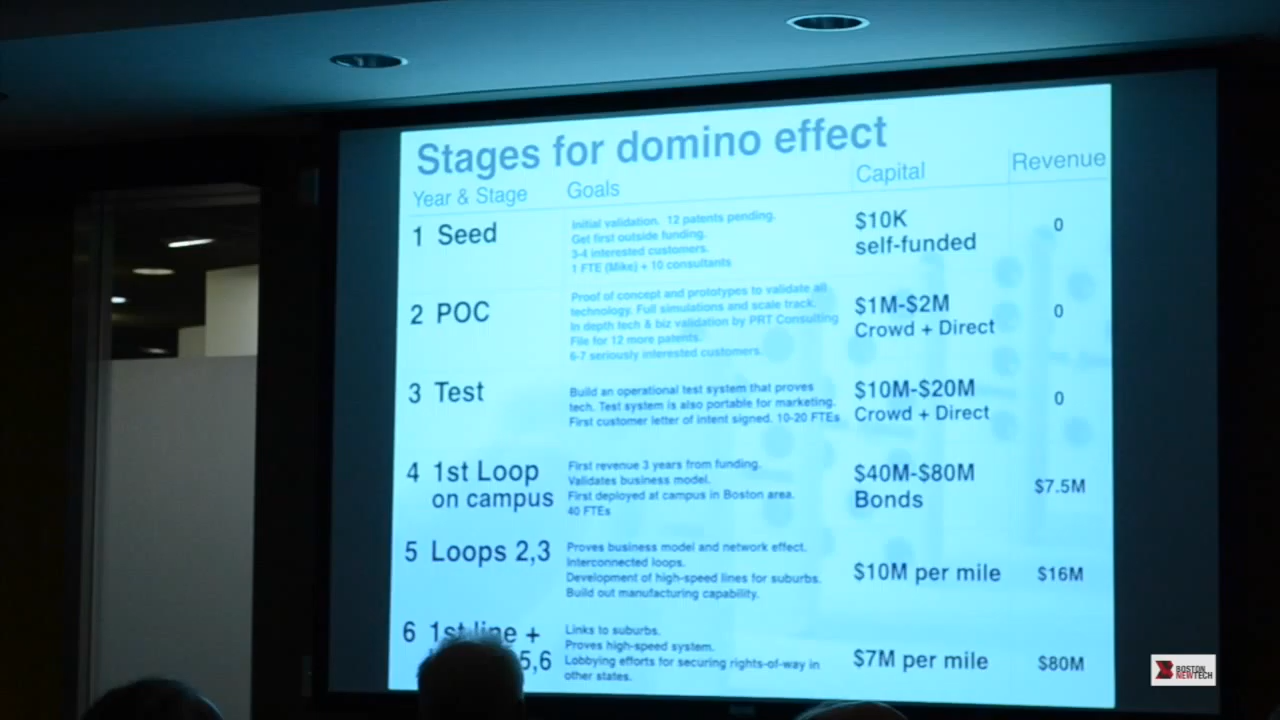 Stages for domino effect
Year & Stage Goals Capital Revenue
1 Seed
Initial validation. 12 patents pending.
Get first outside funding.
3-4 interested customers.
1 FTE (Mike) + 10 consultants
$10K
self-funded
0
2 POC
Proof of concept and prototypes to validate all
technology. Full simulations and scale track.
In depth tech & biz validation by PRT Consulting
File for 12 more patents.
6-7 seriously interested customers.
$1M-$2M
Crowd + Direct
0
3 Test
Build an operational test system that proves
tech. Test system is also portable for marketing.
First customer letter of intent signed. 10-20 FTEs
$10M-$20M
Crowd + Direct
0
4 1st Loop
on campus
First revenue 3 years from funding.
Validates business model.
First deployed at campus in Boston area.
40 FTEs
$40M-$80M
Bonds
$7.5M
5 Loops 2,3
Proves business model and network effect.
Interconnected loops.
Development of high-speed lines for suburbs.
Build out manufacturing capability.
$10M per mile
$16M
6 1st line +
5,6
Links to suburbs.
Proves high-speed system.
Lobbying efforts for securing rights-of-way in
other states.
$7M per mile
$80M
BOSTON
NEWTECH